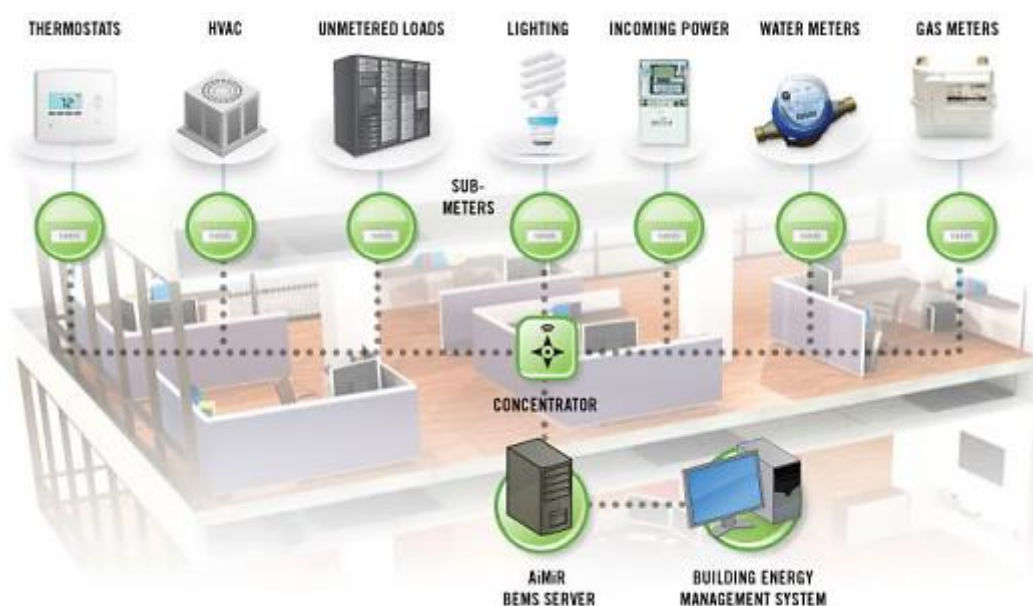 THERMOSTATS
HVAC
UNMETERED LOADS
LIGHTING
INCOMING POWER
WATER METERS
GAS METERS
72
SUB-
METERS
CONCENTRATOR
AiMiR
BEMS SERVER
BUILDING ENERGY
MANAGEMENT SYSTEM